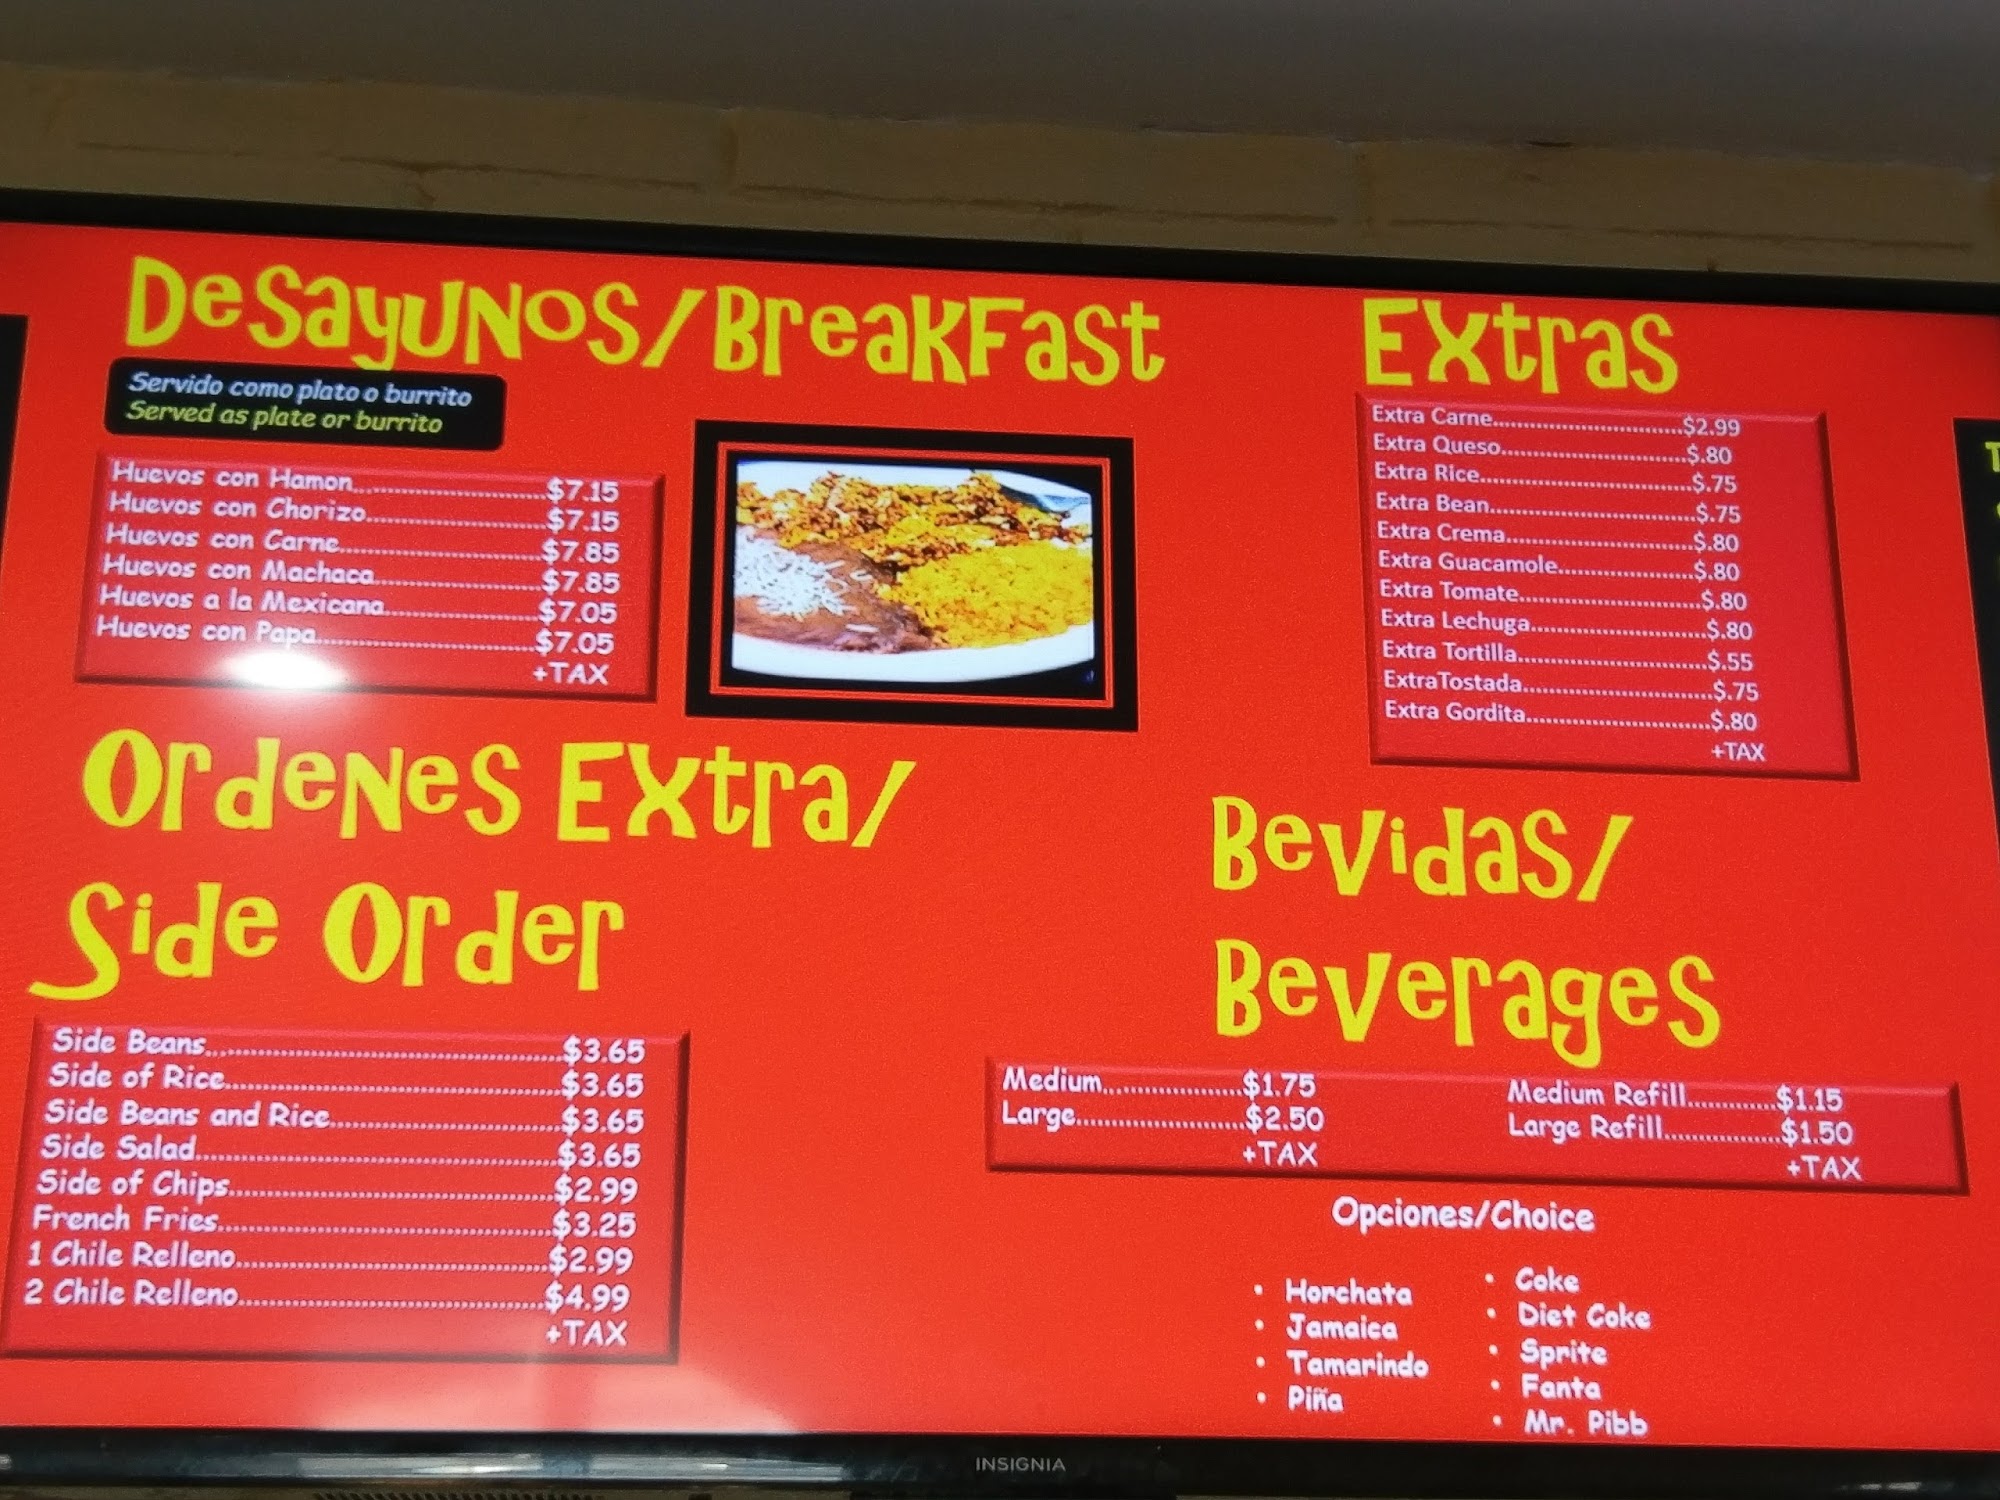 Desayunos/Breakfast
Servido como plato o burrito
Served as plate or burrito
Huevos con Hamon...$7.15
Huevos con Chorizo...$7.15
Huevos con Carne...$7.85
Huevos con Machaca...$7.85
Huevos a la Mexicana...$7.05
Huevos con Papa...$7.05
+TAX
Extras
Extra Carne...$2.99
Extra Queso...$.80
Extra Rice...$.75
Extra Bean...$.75
Extra Crema...$.80
Extra Guacamole...$.80
Extra Tomate...$.80
Extra Lechuga...$.80
Extra Tortilla...$.55
ExtraTostada...$.75
Extra Gordita...$.80
+TAX
Ordenes Extra/
Side Order
Side Beans...$3.65
Side of Rice...$3.65
Side Beans and Rice...$3.65
Side Salad...$3.65
Side of Chips...$2.99
French Fries...$3.25
1 Chile Relleno...$2.99
2 Chile Relleno...$4.99
+TAX
Bevidas/
Beverages
Medium...$1.75
Large...$2.50
+TAX
Medium Refill...$1.15
Large Refill...$1.50
+TAX
Opciones/Choice
• Horchata
• Jamaica
• Tamarindo
• Piña
• Coke
• Diet Coke
• Sprite
• Fanta
• Mr. Pibb
INSIGNIA